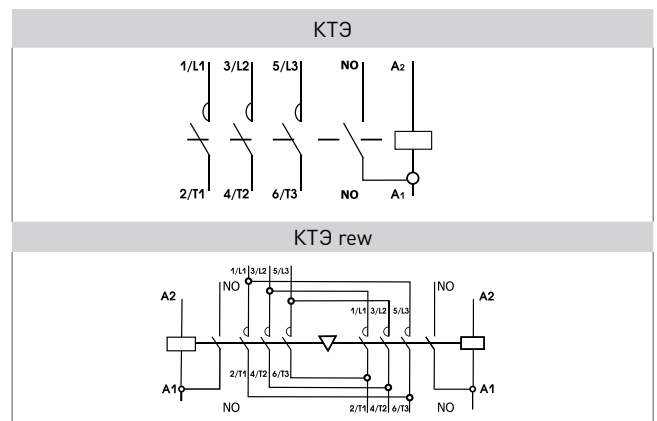 КТЭ
1/L1 3/L2 5/L3 NO A2
2/T1 4/T2 6/T3 NO A1
КТЭ rew
1/L1 3/L2 5/L3
NO NO
A2 A2
1/L1 3/L2 5/L3
2/T1 4/T2 6/T3
A1 A1
NO 2/T1 4/T2 6/T3 NO